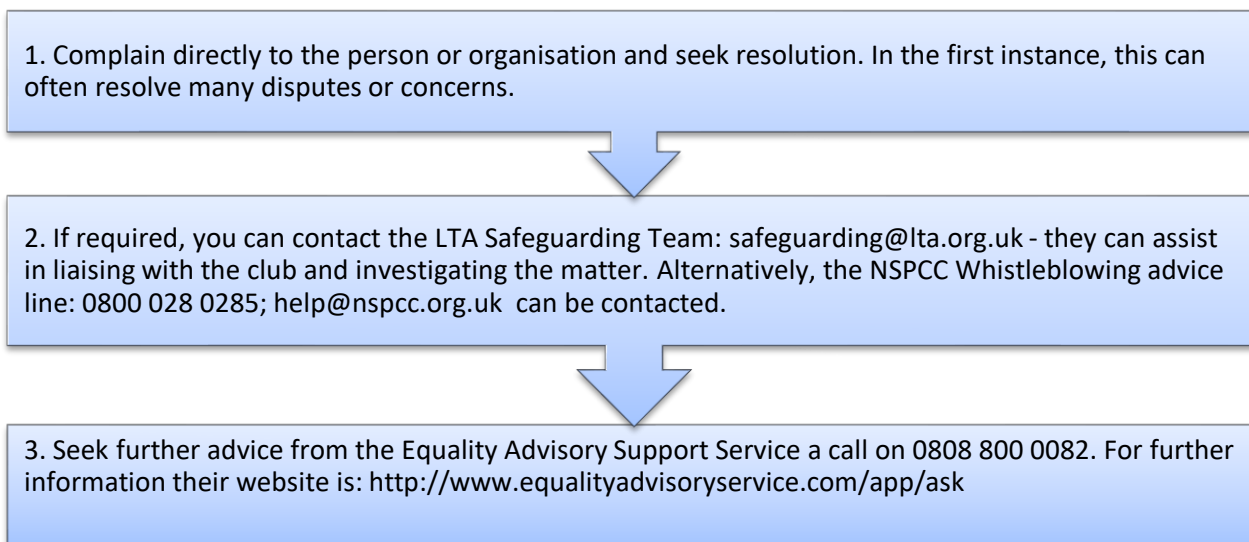 1. Complain directly to the person or organisation and seek resolution. In the first instance, this can
often resolve many disputes or concerns.
2. If required, you can contact the LTA Safeguarding Team: safeguarding@lta.org.uk - they can assist
in liaising with the club and investigating the matter. Alternatively, the NSPCC Whistleblowing advice
line: 0800 028 0285; help@nspcc.org.uk can be contacted.
3. Seek further advice from the Equality Advisory Support Service a call on 0808 800 0082. For further
information their website is: http://www.equalityadvisoryservice.com/app/ask